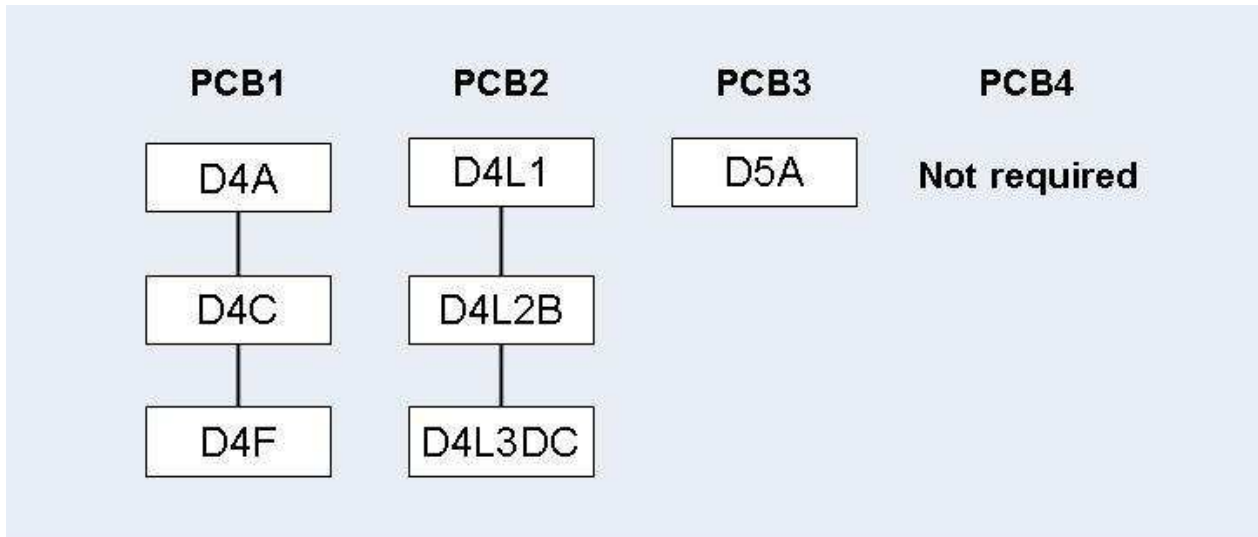 PCB1 PCB2 PCB3 PCB4
D4A D4L1 D5A Not required
D4C D4L2B
D4F D4L3DC